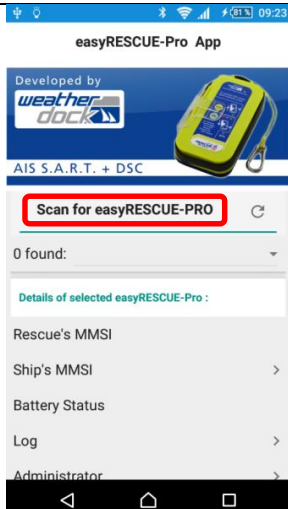 81% 09:23
easyRESCUE-Pro App
Developed by
weather
dock
AIS S.A.R.T. + DSC
Scan for easyRESCUE-PRO
0 found:
Details of selected easyRESCUE-Pro :
Rescue's MMSI
Ship's MMSI
Battery Status
Log
Administrator